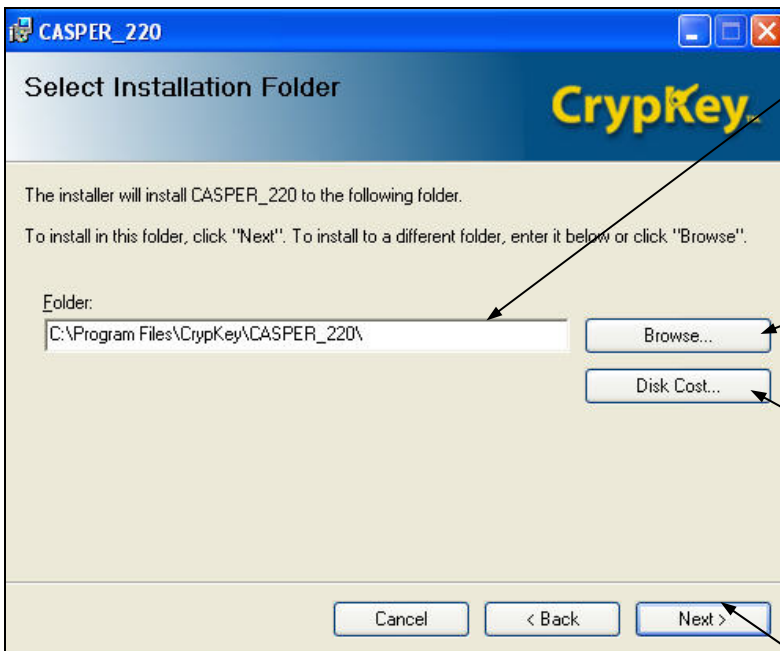 CASPER_220
Select Installation Folder
CrypKey™
The installer will install CASPER_220 to the following folder.
To install in this folder, click "Next". To install to a different folder, enter it below or click "Browse".
Folder:
C:\Program Files\CrypKey\CASPER_220\
Browse...
Disk Cost...
Cancel
< Back
Next >